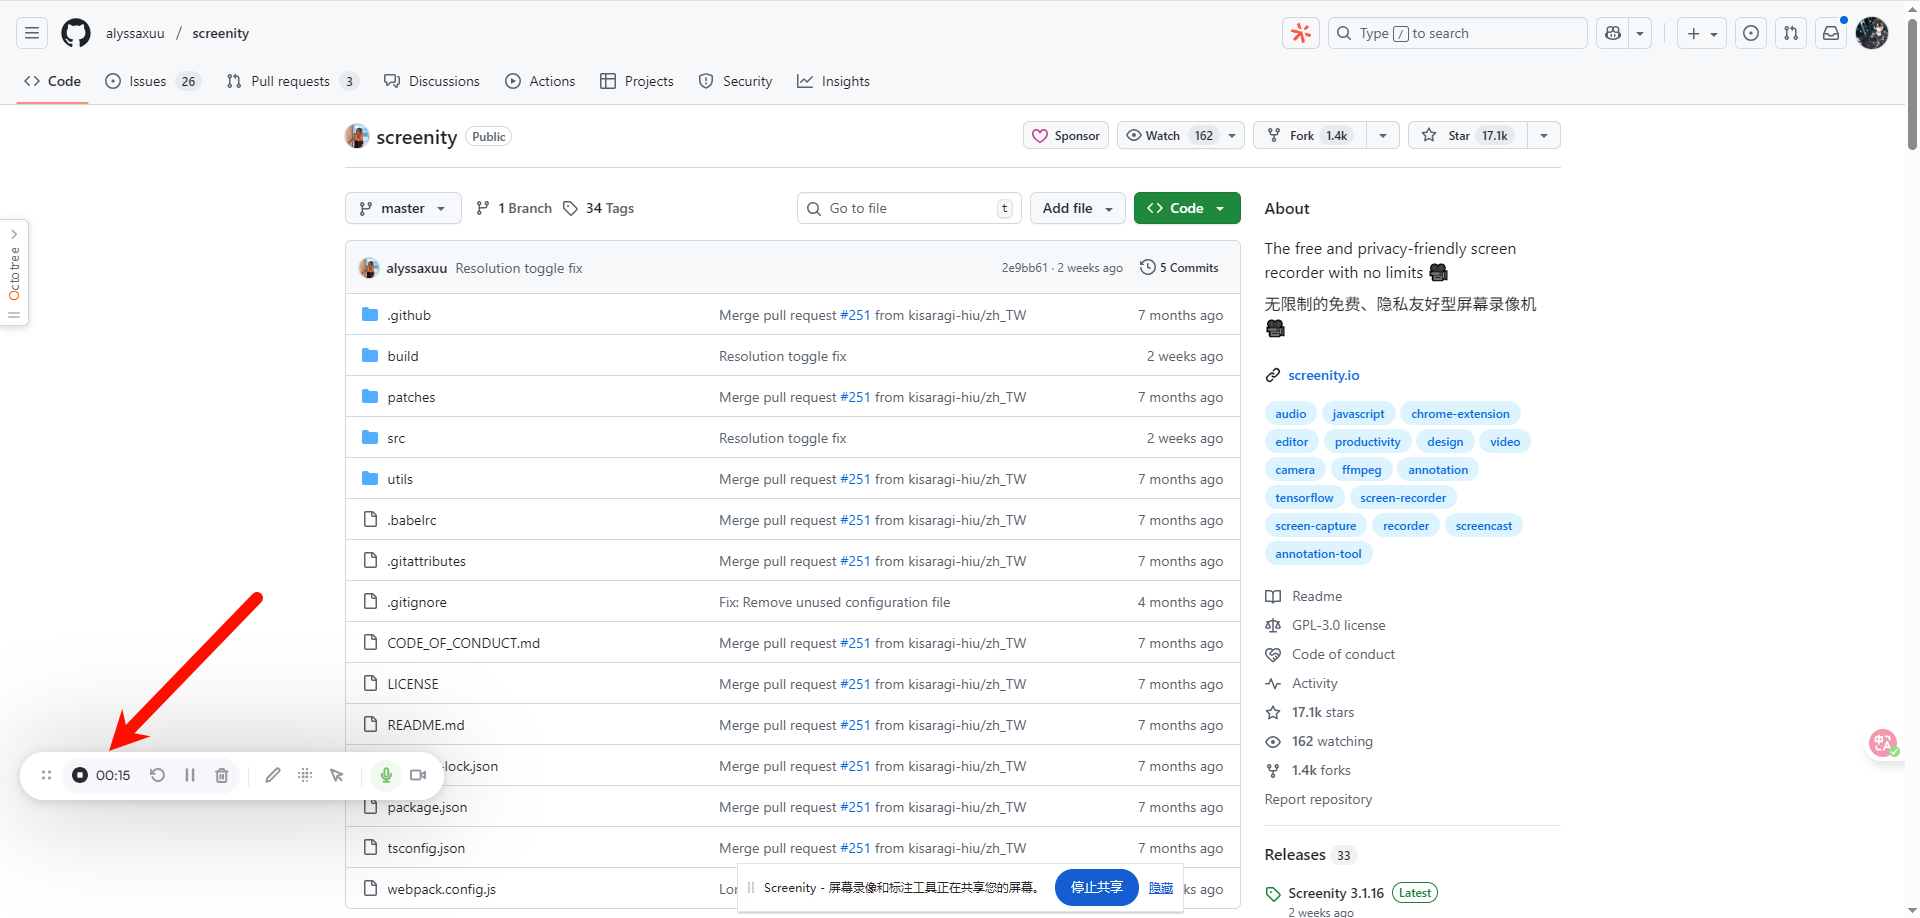 alyssaxuu / screenity
Type / to search
Code
Issues 26
Pull requests 3
Discussions
Actions
Projects
Security
Insights
screenity Public
Sponsor
Watch 162
Fork 1.4k
Star 17.1k
master
1 Branch
34 Tags
Go to file t
Add file
Code
alyssaxuu Resolution toggle fix 2e9bb61 · 2 weeks ago 5 Commits
.github Merge pull request #251 from kisaragi-hiu/zh_TW 7 months ago
build Resolution toggle fix 2 weeks ago
patches Merge pull request #251 from kisaragi-hiu/zh_TW 7 months ago
src Resolution toggle fix 2 weeks ago
utils Merge pull request #251 from kisaragi-hiu/zh_TW 7 months ago
.babelrc Merge pull request #251 from kisaragi-hiu/zh_TW 7 months ago
.gitattributes Merge pull request #251 from kisaragi-hiu/zh_TW 7 months ago
.gitignore Fix: Remove unused configuration file 4 months ago
CODE_OF_CONDUCT.md Merge pull request #251 from kisaragi-hiu/zh_TW 7 months ago
LICENSE Merge pull request #251 from kisaragi-hiu/zh_TW 7 months ago
README.md Merge pull request #251 from kisaragi-hiu/zh_TW 7 months ago
-lock.json Merge pull request #251 from kisaragi-hiu/zh_TW 7 months ago
package.json Merge pull request #251 from kisaragi-hiu/zh_TW 7 months ago
tsconfig.json Merge pull request #251 from kisaragi-hiu/zh_TW 7 months ago
webpack.config.js ago
About
The free and privacy-friendly screen
recorder with no limits 🎥
无限制的免费、隐私友好型屏幕录像机
🎥
screenity.io
audio javascript chrome-extension
editor productivity design video
camera ffmpeg annotation
tensorflow screen-recorder
screen-capture recorder screencast
annotation-tool
Readme
GPL-3.0 license
Code of conduct
Activity
17.1k stars
162 watching
1.4k forks
Report repository
Releases 33
Screenity 3.1.16 Latest
2 weeks ago
Octotree
00:15
Screenity - 屏幕录像和标注工具正在共享您的屏幕。 停止共享 隐藏